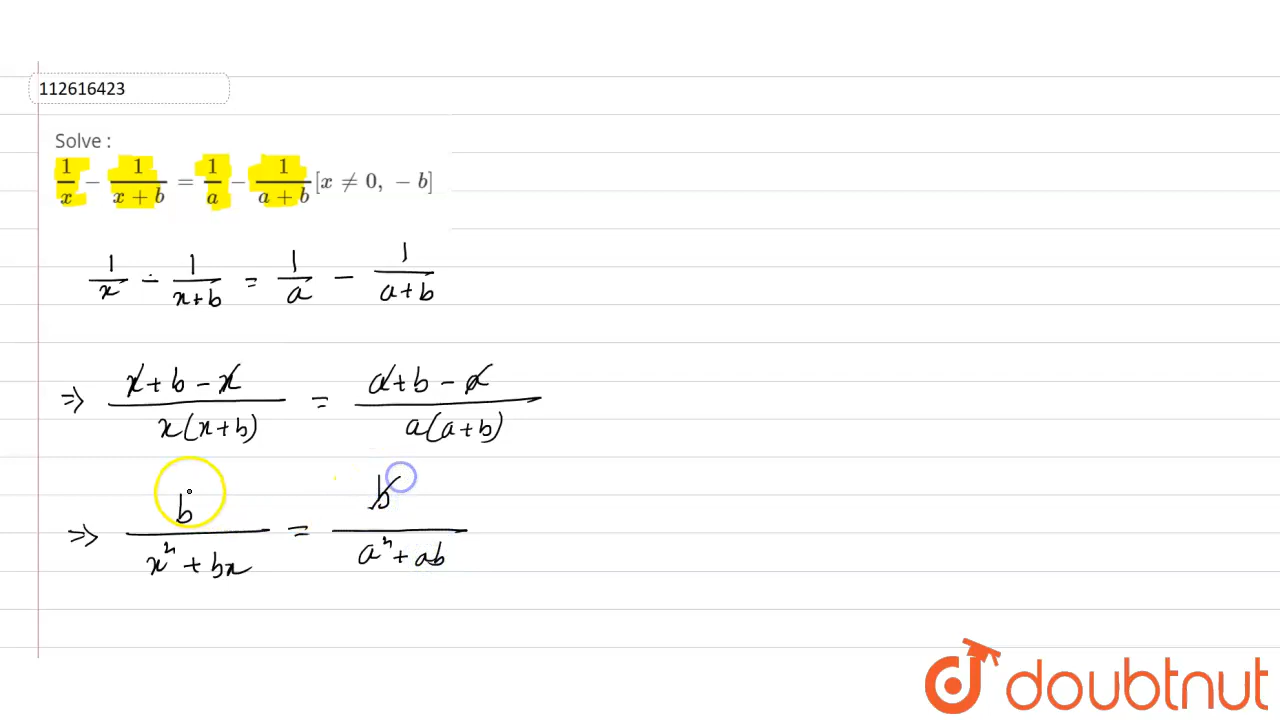 112616423
Solve :
1/x − 1/(x + b) = 1/a − 1/(a + b) [x ≠ 0, − b]
1/x − 1/(x+b) = 1/a − 1/(a+b)
⇒ (x+b−x)/(x(x+b)) = (a+b−a)/(a(a+b))
⇒ b/(x²+bx) = b/(a²+ab)
doubtnut